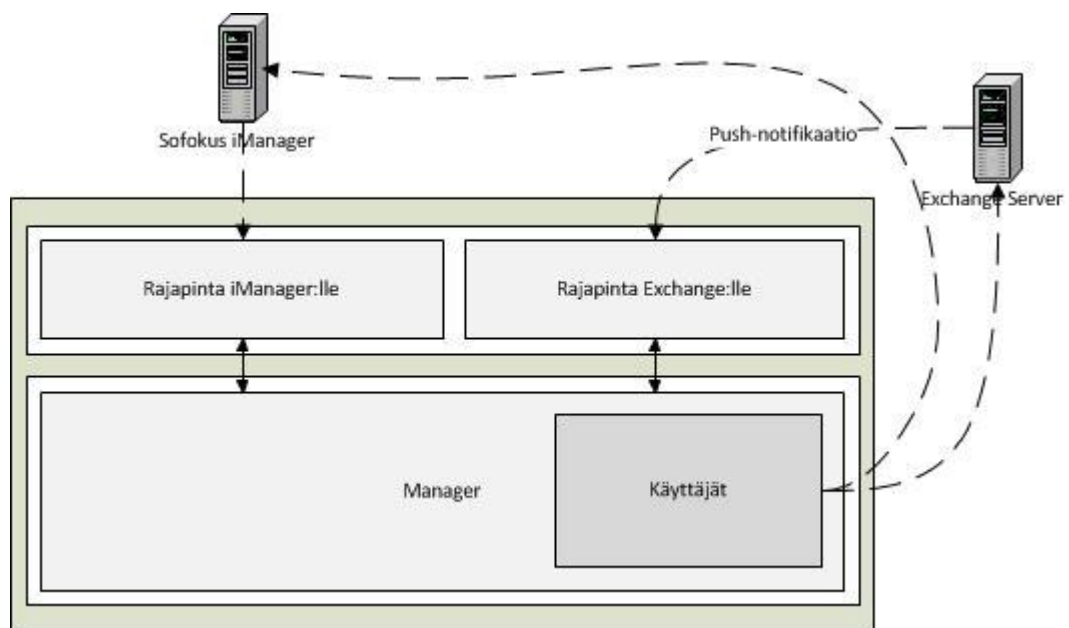 Sofokus iManager
Push-notifikaatio
Exchange Server
Rajapinta iManager:lle
Rajapinta Exchange:lle
Manager
Käyttäjät